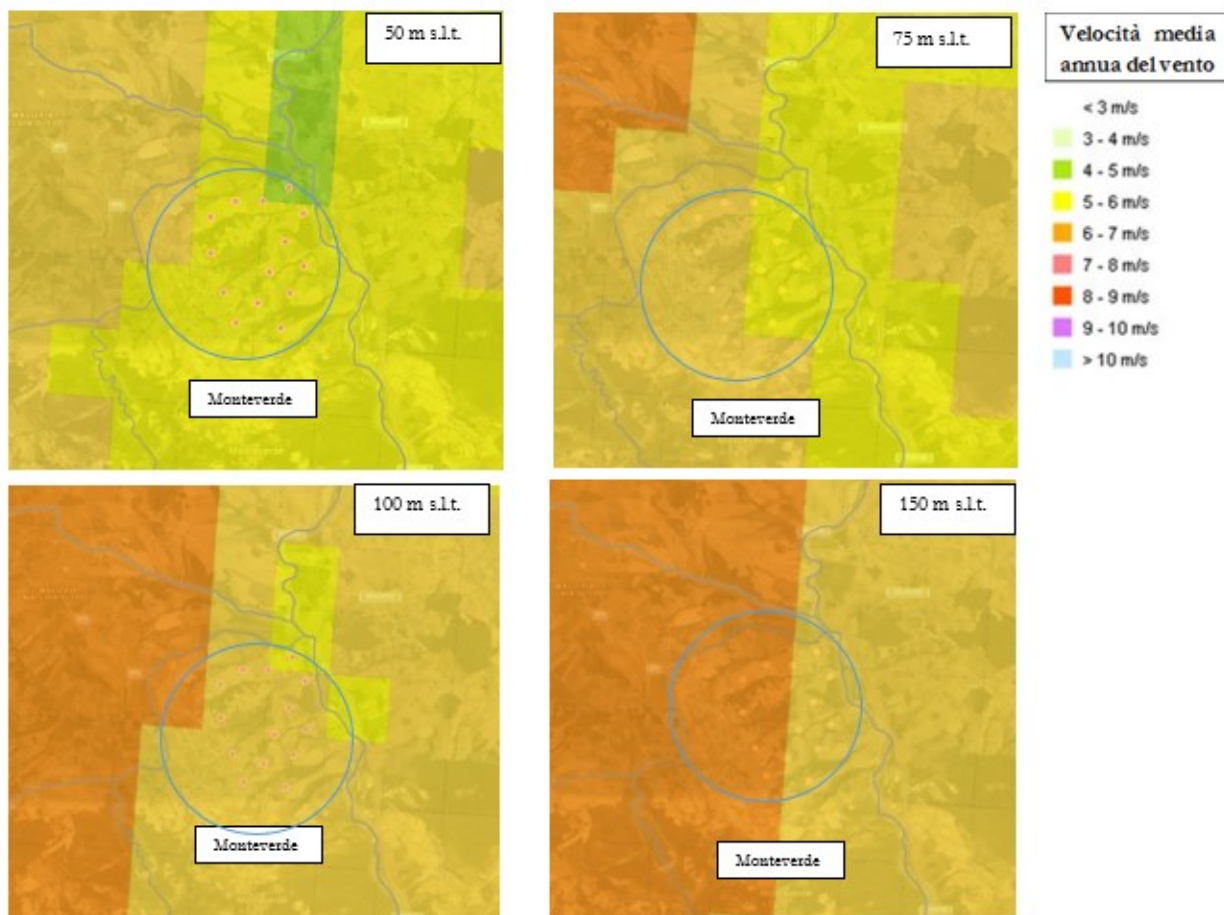 50 m s.l.t.
75 m s.l.t.
Velocità media
annua del vento
< 3 m/s
3 - 4 m/s
4 - 5 m/s
5 - 6 m/s
6 - 7 m/s
7 - 8 m/s
8 - 9 m/s
9 - 10 m/s
> 10 m/s
Monteverde
Monteverde
Monteverde
100 m s.l.t.
150 m s.l.t.
Monteverde
Monteverde